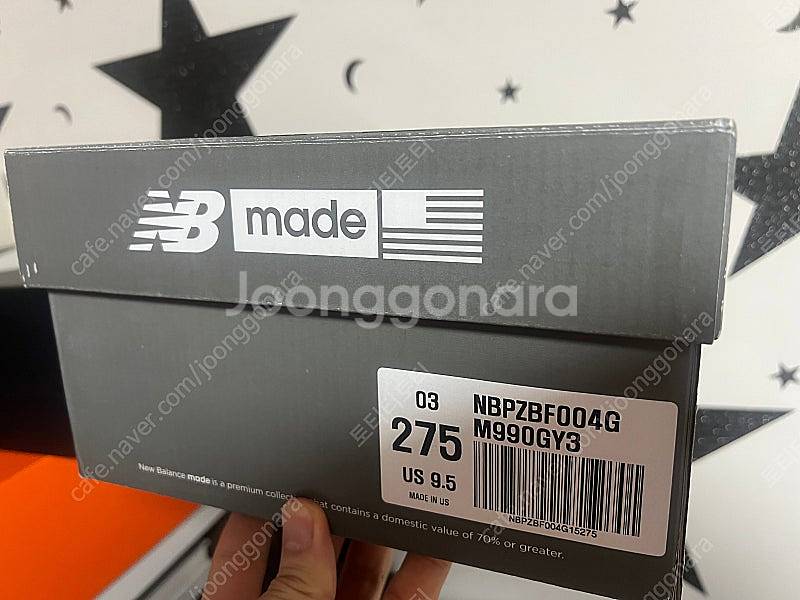 NB made
Joonggonara
03
275
US 9.5
MADE IN US
NBPZBF004G
M990GY3
NBPZBF004G15275
New Balance made is a premium that contains a domestic value of 70% or greater.
cafe.naver.com/joonggonara